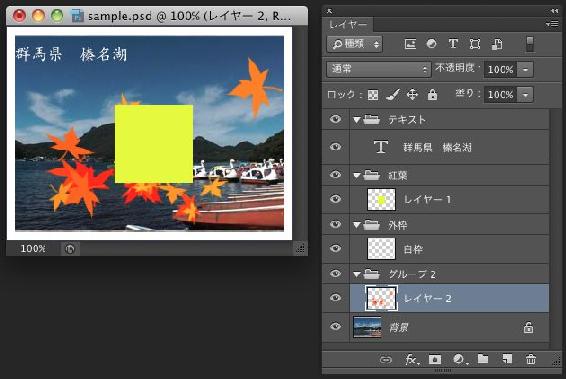 sample.psd @ 100% (レイヤー 2, R...
群馬県　榛名湖
100%
レイヤー
種類
通常 不透明度: 100%
ロック: 塗り: 100%
テキスト
T 群馬県　榛名湖
紅葉
レイヤー 1
外枠
白枠
グループ 2
レイヤー 2
背景
fx